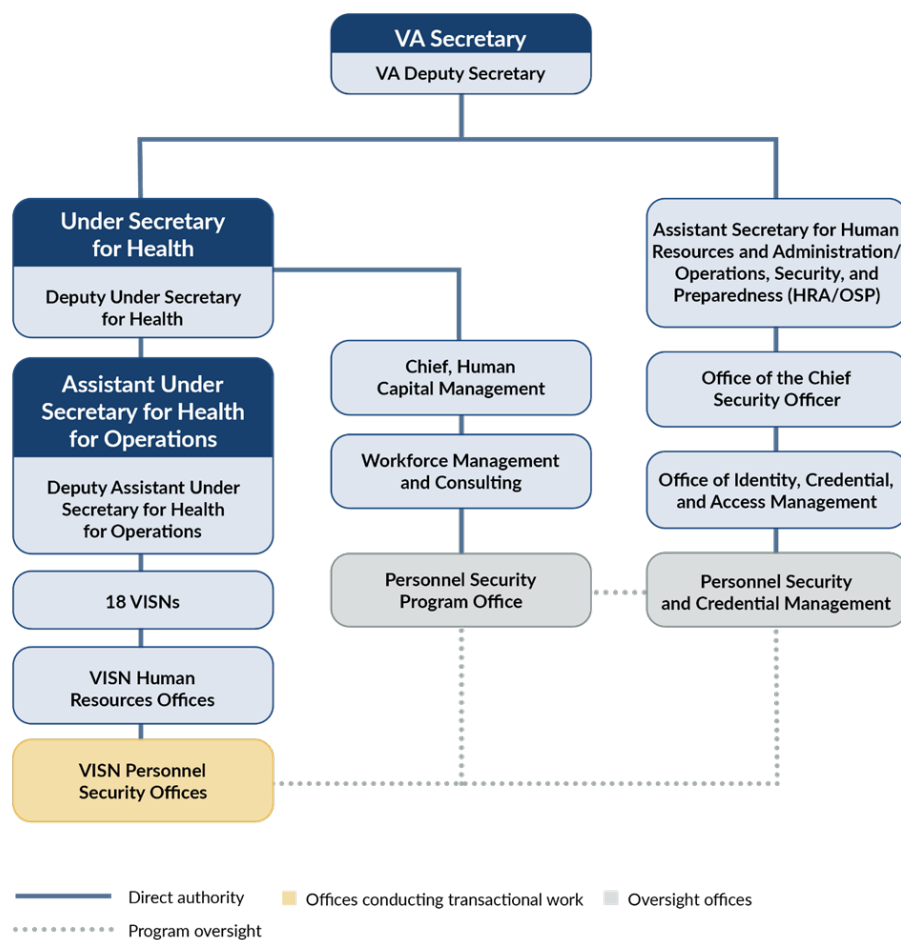 VA Secretary
VA Deputy Secretary
Under Secretary
for Health
Deputy Under Secretary
for Health
Assistant Under
Secretary for Health
for Operations
Deputy Assistant Under
Secretary for Health
for Operations
18 VISNs
VISN Human
Resources Offices
VISN Personnel
Security Offices
Chief, Human
Capital Management
Workforce Management
and Consulting
Personnel Security
Program Office
Assistant Secretary for Human
Resources and Administration/
Operations, Security, and
Preparedness (HRA/OSP)
Office of the Chief
Security Officer
Office of Identity, Credential,
and Access Management
Personnel Security
and Credential Management
Direct authority
Program oversight
Offices conducting transactional work
Oversight offices